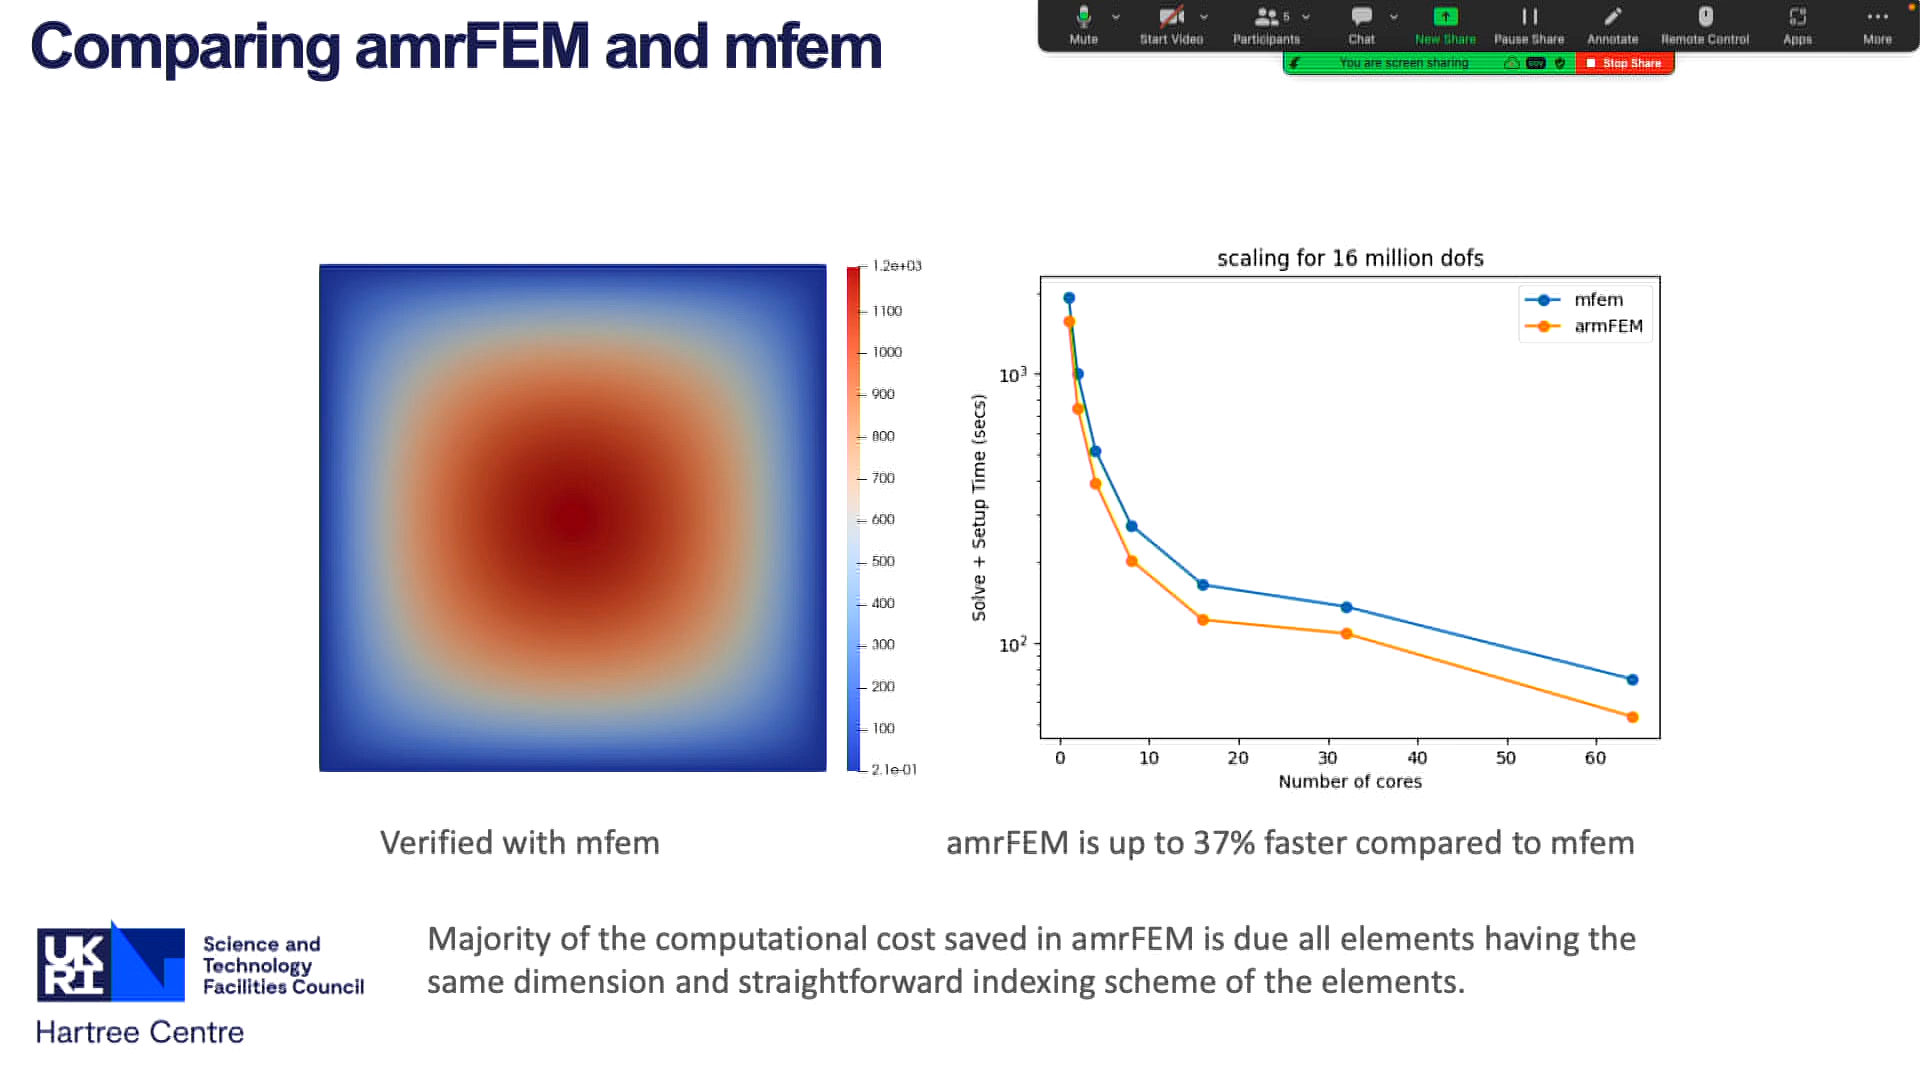 Comparing amrFEM and mfem
Mute
Start Video
Participants
5
Chat
New Share
Pause Share
Annotate
Remote Control
Apps
More
You are screen sharing
Stop Share
1.2e+03
1100
1000
900
800
700
600
500
400
300
200
100
2.1e-01
scaling for 16 million dofs
mfem
armFEM
Solve + Setup Time (secs)
10³
10²
0 10 20 30 40 50 60
Number of cores
Verified with mfem
amrFEM is up to 37% faster compared to mfem
Majority of the computational cost saved in amrFEM is due all elements having the
same dimension and straightforward indexing scheme of the elements.
UK
RI
Science and
Technology
Facilities Council
Hartree Centre